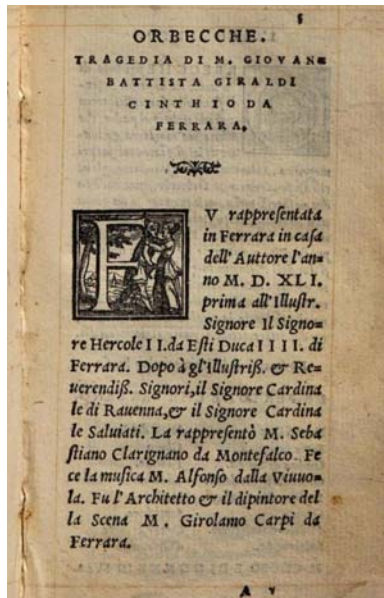 5
ORBECCHE.
TRAGEDIA DI M. GIOVAN=
BATTISTA GIRALDI
CINTHIO DA
FERRARA.
FV rappreſentata
in Ferrara in caſa
dell'Auttore l'an=
no M. D. XLI.
prima all'Illuſtr.
Signore Il Signo=
re Hercole II. da Eſti Duca IIII. di
Ferrara. Dopo à gl'Illuſtriß. & Re=
uerendiß. Signori, il Signore Cardina
le di Rauenna, & il Signore Cardina
le Saluiati. La rappreſentò M. Seba
ſtiano Clarignano da Montefalco. Fe
ce la muſica M. Alfonſo dalla Viuuo=
la. Fu l'Architetto & il dipintore del
la Scena M. Girolamo Carpi da
Ferrara.
A v